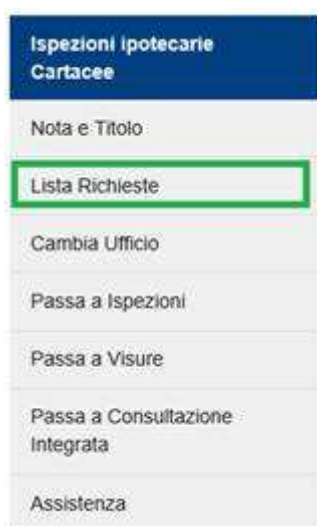 Ispezioni ipotecarie
Cartacee
Nota e Titolo
Lista Richieste
Cambia Ufficio
Passa a Ispezioni
Passa a Visure
Passa a Consultazione
Integrata
Assistenza